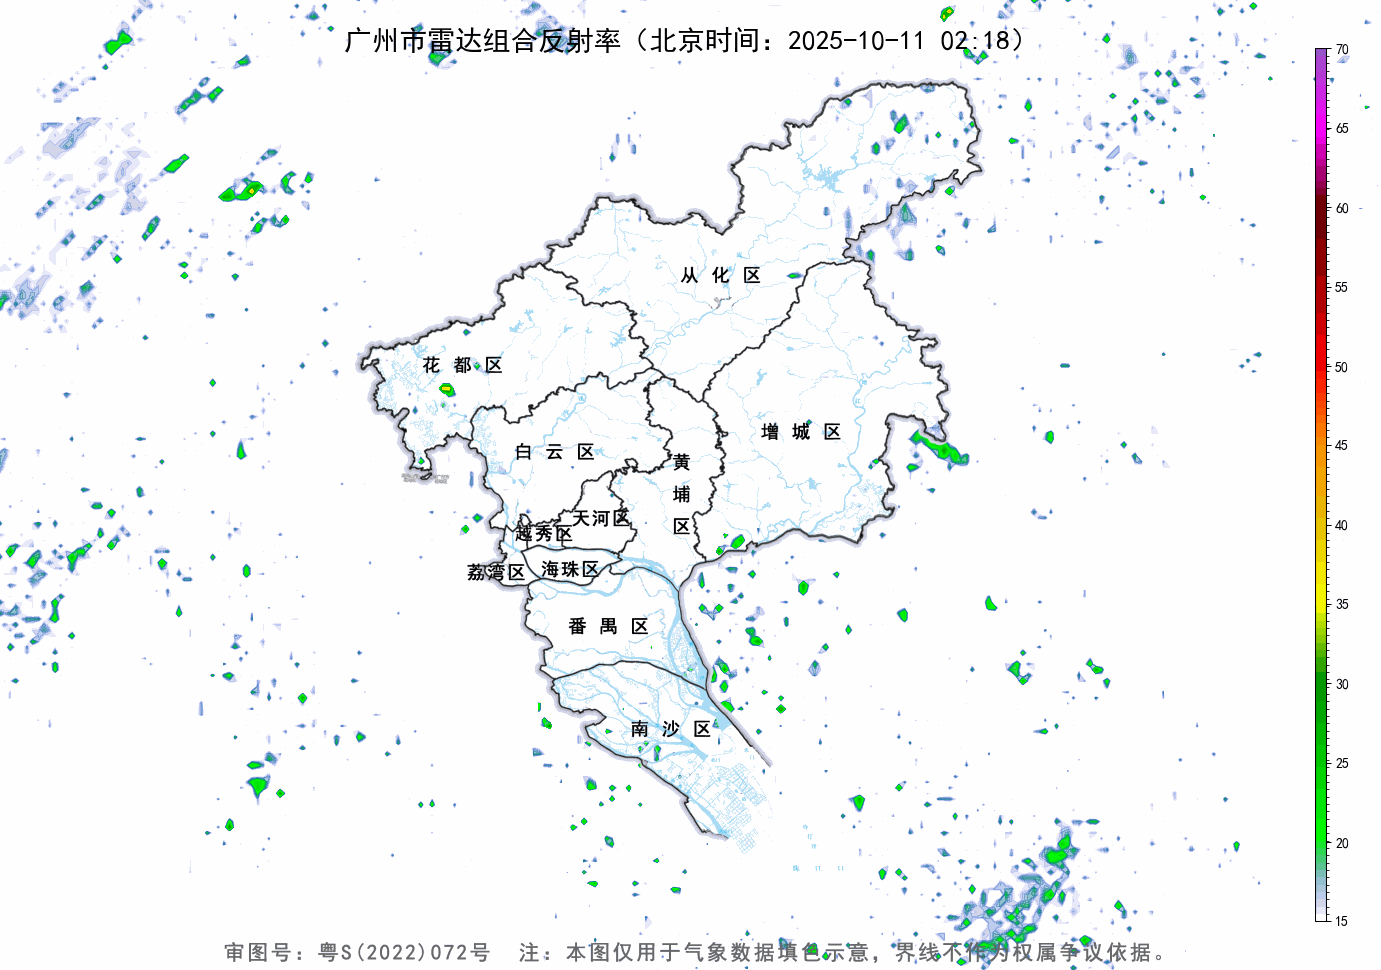 广州市雷达组合反射率（北京时间：2025-10-11 02:18）
70
65
60
55
50
45
40
35
30
25
20
15
从化区
花都区
增城区
白云区
黄埔区
天河区
越秀区
荔湾区
海珠区
番禺区
南沙区
审图号：粤S(2022)072号 注：本图仅用于气象数据填色示意，界线不作为权属争议依据。